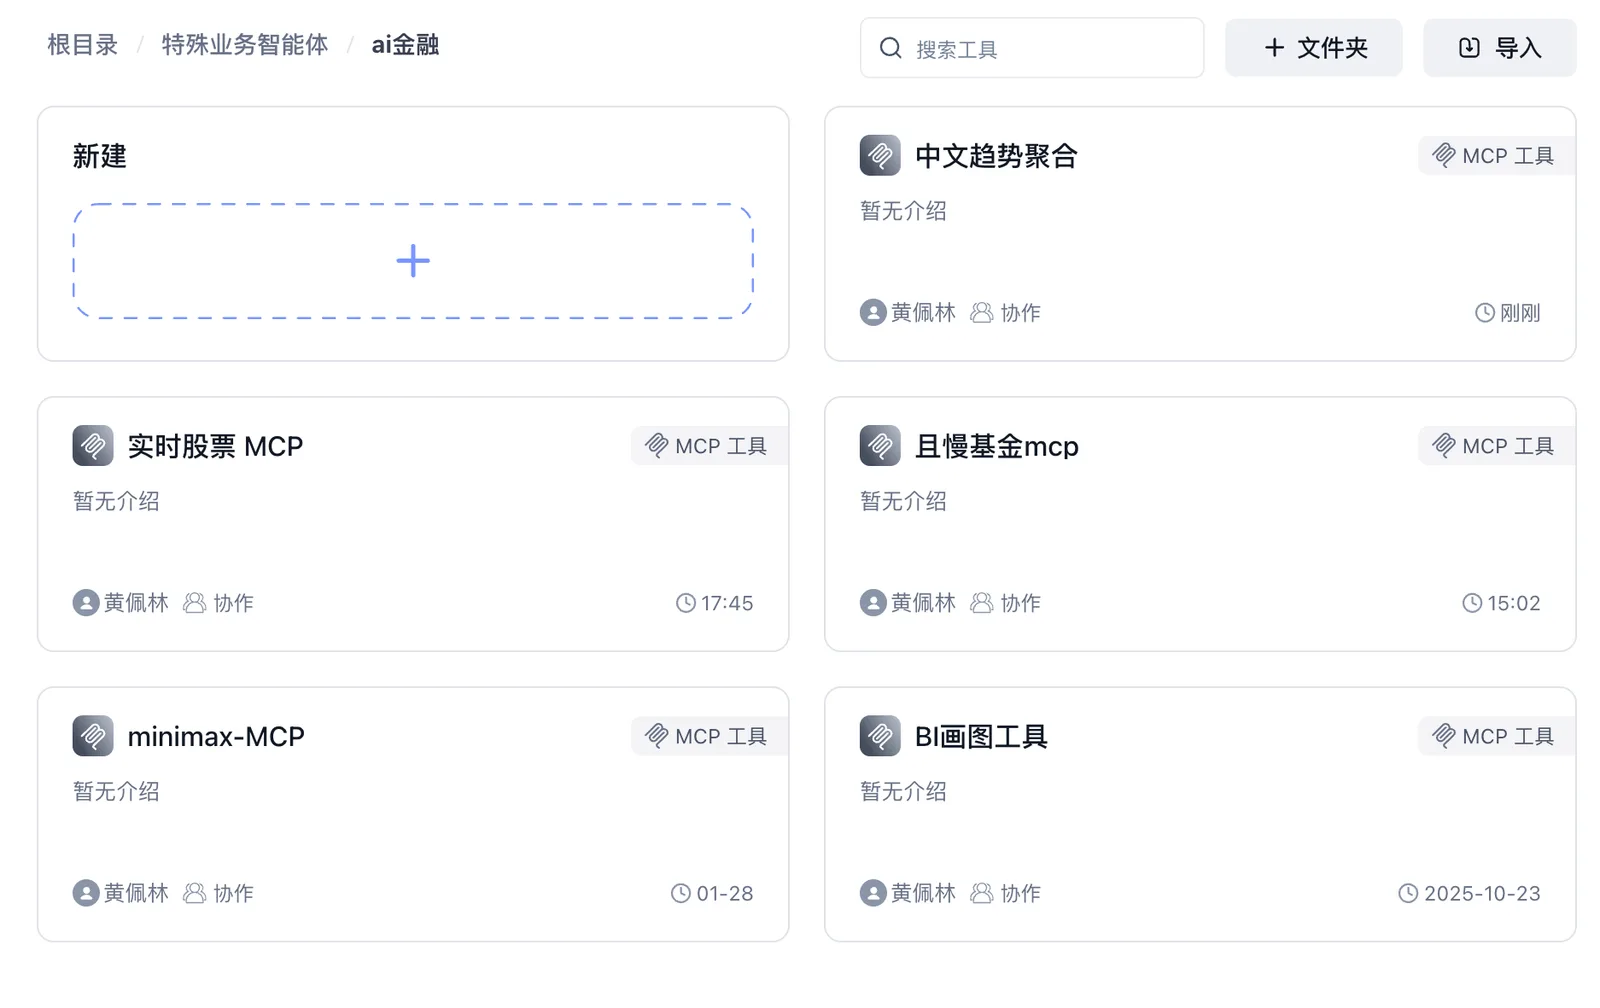 根目录 / 特殊业务智能体 / ai金融
搜索工具
文件夹
导入
新建
中文趋势聚合
MCP 工具
暂无介绍
黄佩林 协作
刚刚
实时股票 MCP
MCP 工具
暂无介绍
黄佩林 协作
17:45
且慢基金mcp
MCP 工具
暂无介绍
黄佩林 协作
15:02
minimax-MCP
MCP 工具
暂无介绍
黄佩林 协作
01-28
BI画图工具
MCP 工具
暂无介绍
黄佩林 协作
2025-10-23